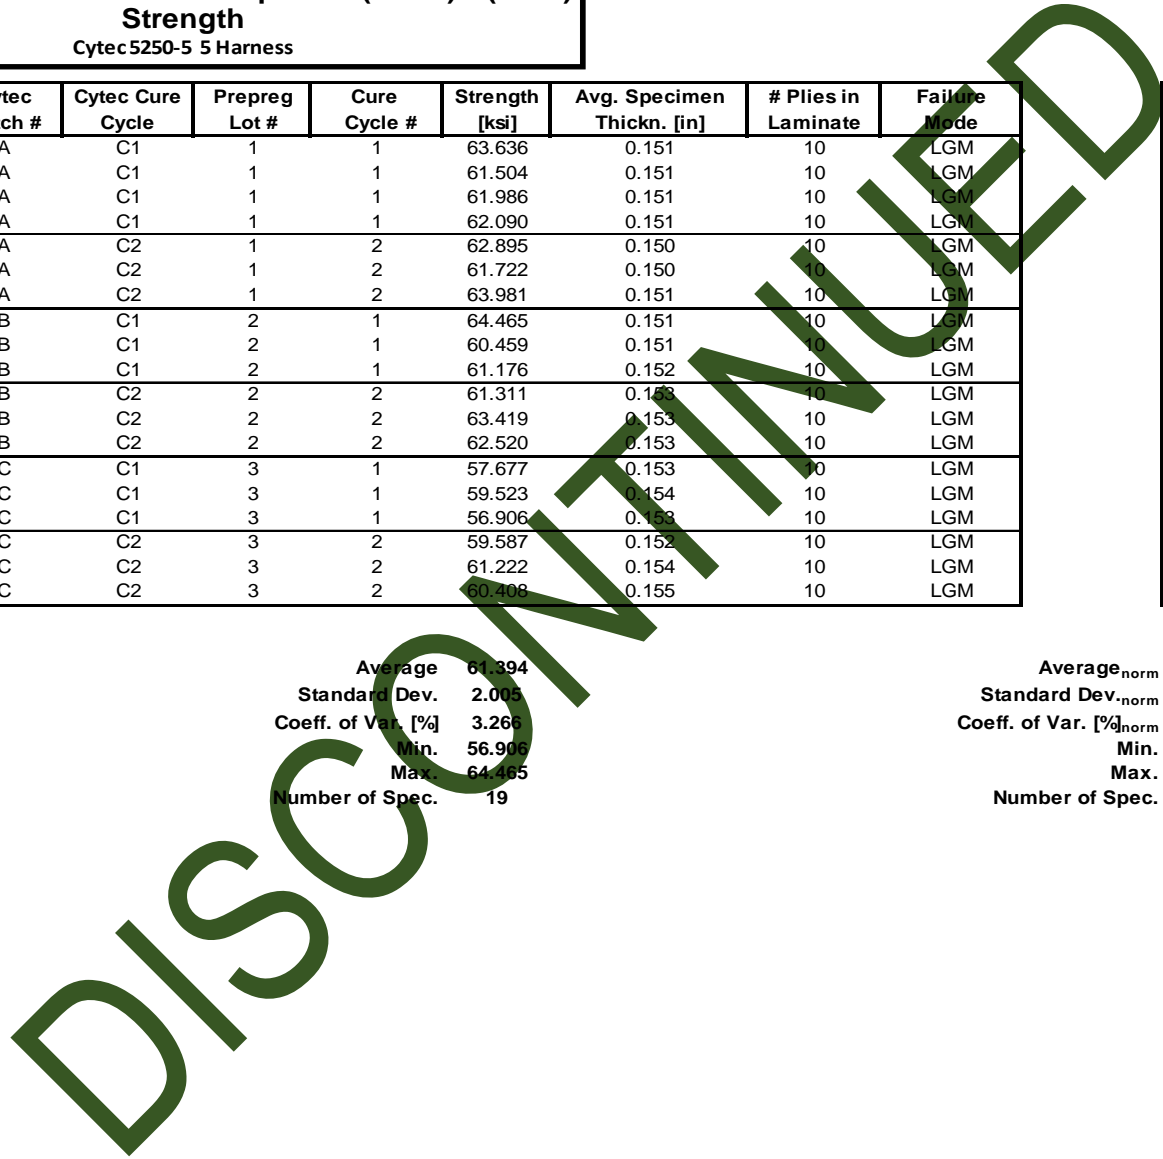 Strength
Cytec 5250-5 5 Harness
Cytec Cure Prepreg Cure Strength Avg. Specimen # Plies in Failure
Cycle Lot # Cycle # [ksi] Thickn. [in] Laminate Mode
A C1 1 1 63.636 0.151 10 LGM
A C1 1 1 61.504 0.151 10 LGM
A C1 1 1 61.986 0.151 10 LGM
A C1 1 1 62.090 0.151 10 LGM
A C2 1 2 62.895 0.150 10 LGM
A C2 1 2 61.722 0.150 10 LGM
A C2 1 2 63.981 0.151 10 LGM
B C1 2 1 64.465 0.151 10 LGM
B C1 2 1 60.459 0.151 10 LGM
B C1 2 1 61.176 0.152 10 LGM
B C2 2 2 61.311 0.153 10 LGM
B C2 2 2 63.419 0.153 10 LGM
B C2 2 2 62.520 0.153 10 LGM
C C1 3 1 57.677 0.153 10 LGM
C C1 3 1 59.523 0.154 10 LGM
C C1 3 1 56.906 0.153 10 LGM
C C2 3 2 59.587 0.152 10 LGM
C C2 3 2 61.222 0.154 10 LGM
C C2 3 2 60.408 0.155 10 LGM
Average 61.394 Average norm
Standard Dev. 2.005 Standard Dev. norm
Coeff. of Var. [%] 3.266 Coeff. of Var. [%] norm
Min. 56.906 Min.
Max. 64.465 Max.
Number of Spec. 19 Number of Spec.
DISCONTINUED